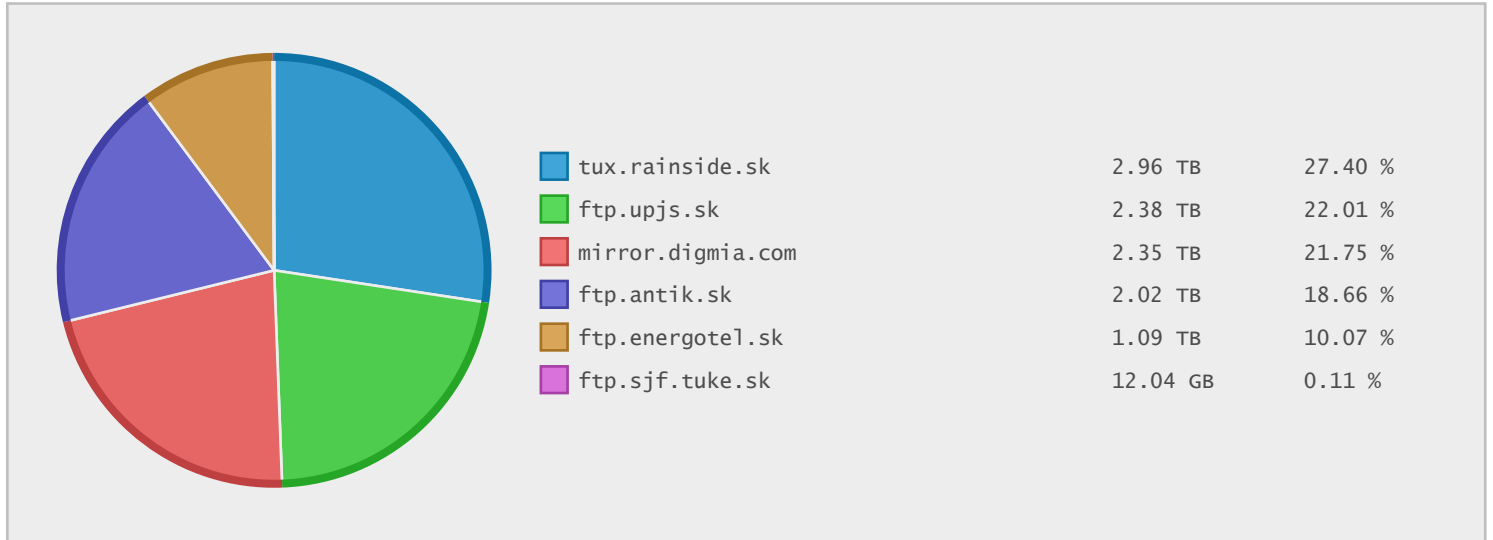 tux.rainside.sk 2.96 TB 27.40 %
ftp.upjs.sk 2.38 TB 22.01 %
mirror.digmia.com 2.35 TB 21.75 %
ftp.antik.sk 2.02 TB 18.66 %
ftp.energotel.sk 1.09 TB 10.07 %
ftp.sjf.tuke.sk 12.04 GB 0.11 %